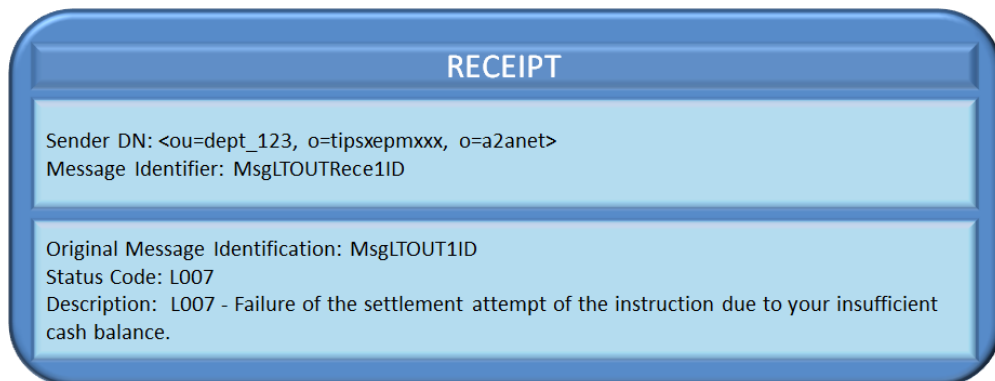 RECEIPT
Sender DN: <ou=dept_123, o=tipsxepmxxx, o=a2anet>
Message Identifier: MsgLTOUTRece1ID
Original Message Identification: MsgLTOUT1ID
Status Code: L007
Description: L007 - Failure of the settlement attempt of the instruction due to your insufficient
cash balance.